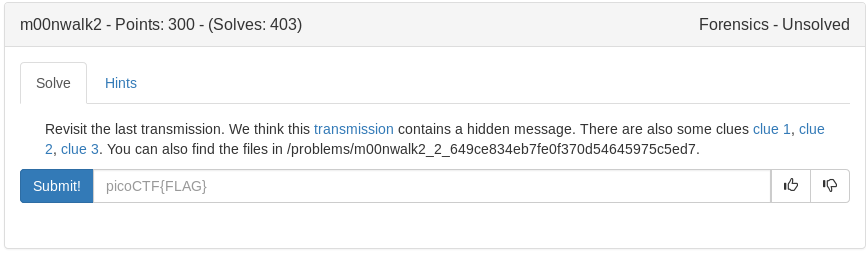 m00nwalk2 - Points: 300 - (Solves: 403) Forensics - Unsolved
Solve Hints
Revisit the last transmission. We think this transmission contains a hidden message. There are also some clues clue 1, clue
2, clue 3. You can also find the files in /problems/m00nwalk2_2_649ce834eb7fe0f370d54645975c5ed7.
Submit! picoCTF{FLAG}